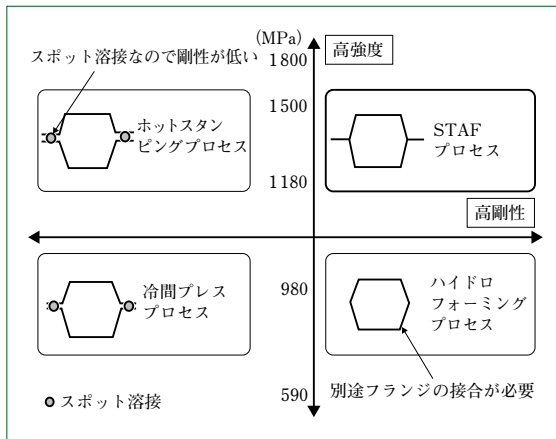 (MPa)
高強度
スポット溶接なので剛性が低い
1800
1500
ホットスタン
ピングプロセス
STAF
プロセス
1180
高剛性
冷間プレス
プロセス
980
ハイドロ
フォーミング
プロセス
590
スポット溶接
別途フランジの接合が必要